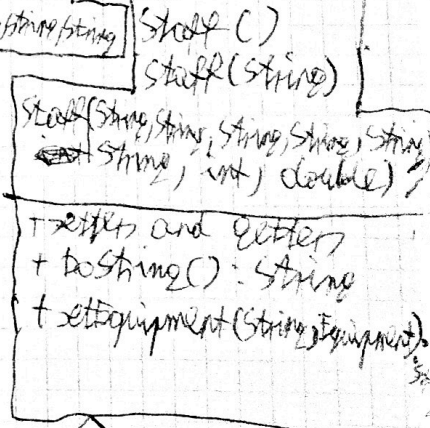 String, String
Staff ()
Staff (String)
Staff (String, String, String, String, String
String, int, double)
+ setters and getters
+ toString() : String
+ setEquipment (String, Equipment) :